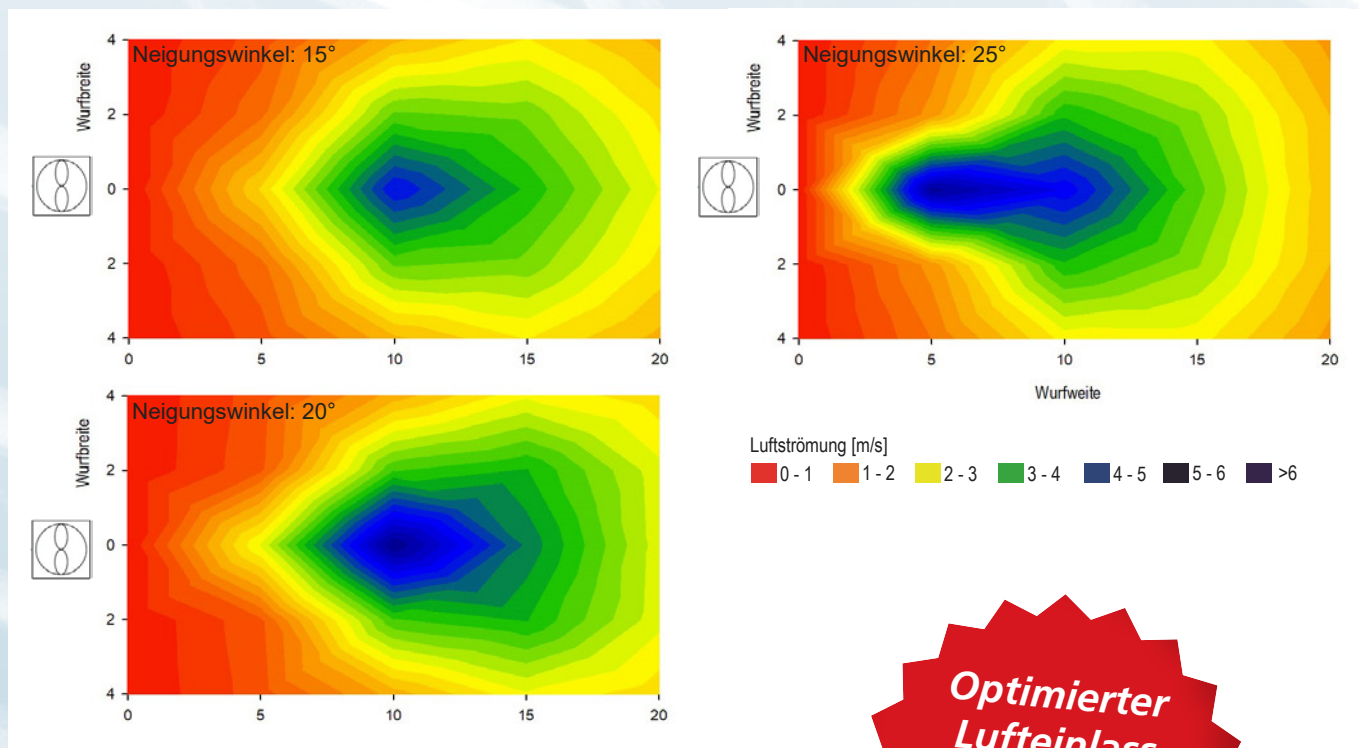 Neigungswinkel: 15°
Wurfbreite
4
2
0
2
4
0 5 10 15 20
Neigungswinkel: 25°
Wurfbreite
4
2
0
2
4
0 5 10 15 20
Wurfweite
Neigungswinkel: 20°
Wurfbreite
4
2
0
2
4
0 5 10 15 20
Luftströmung [m/s]
0 - 1 1 - 2 2 - 3 3 - 4 4 - 5 5 - 6 >6
Optimierter
Lufteinlass